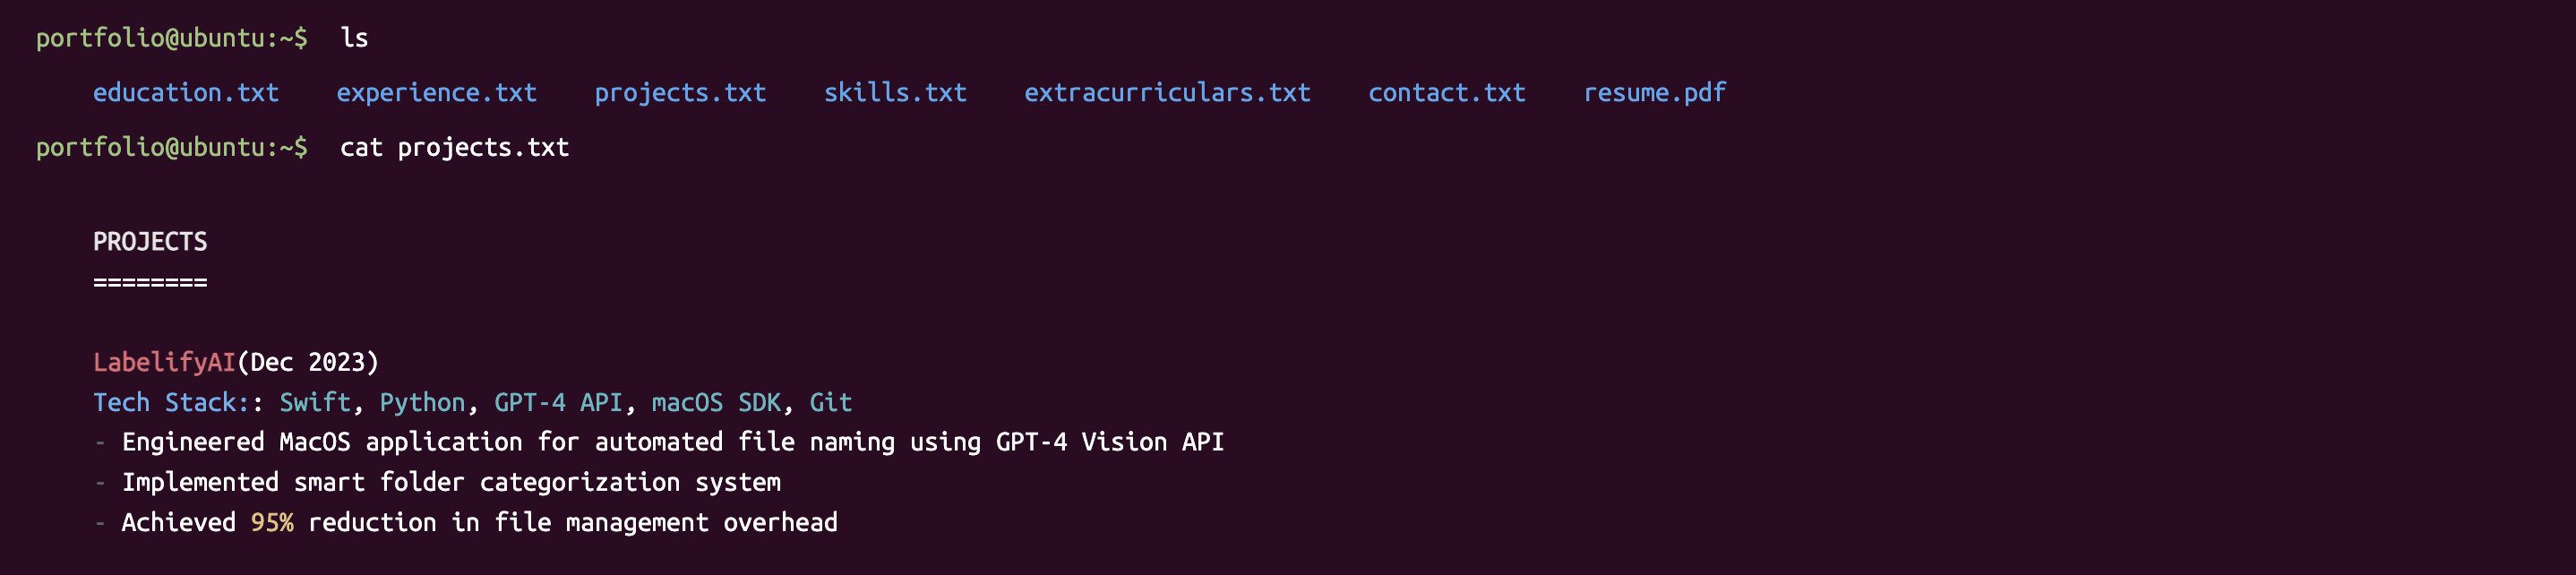 portfolio@ubuntu:~$ ls
education.txt experience.txt projects.txt skills.txt extracurriculars.txt contact.txt resume.pdf
portfolio@ubuntu:~$ cat projects.txt
PROJECTS
========
LabelifyAI(Dec 2023)
Tech Stack:: Swift, Python, GPT-4 API, macOS SDK, Git
- Engineered MacOS application for automated file naming using GPT-4 Vision API
- Implemented smart folder categorization system
- Achieved 95% reduction in file management overhead